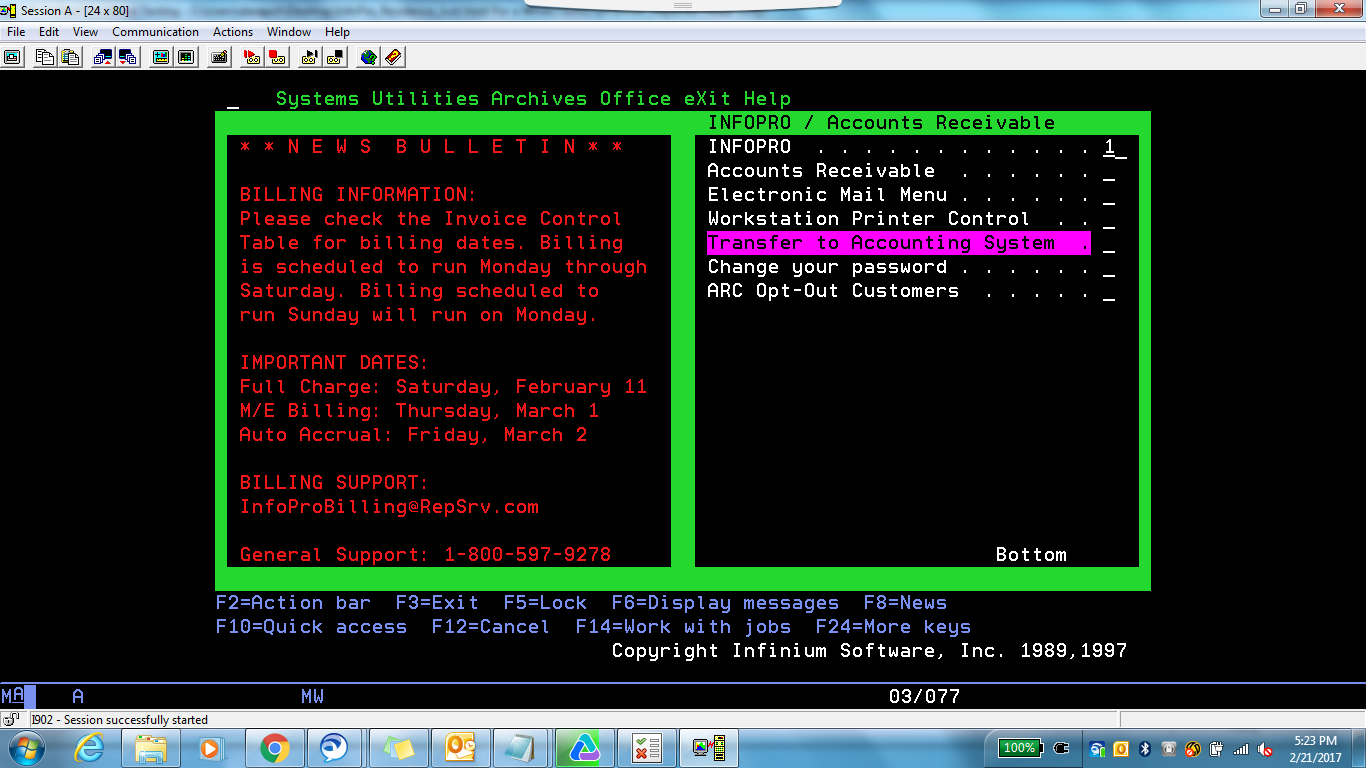 Session A - [24 x 80]
File Edit View Communication Actions Window Help
_ Systems Utilities Archives Office eXit Help
INFOPRO / Accounts Receivable
* * N E W S B U L L E T I N * *
BILLING INFORMATION:
Please check the Invoice Control
Table for billing dates. Billing
is scheduled to run Monday through
Saturday. Billing scheduled to
run Sunday will run on Monday.
IMPORTANT DATES:
Full Charge: Saturday, February 11
M/E Billing: Thursday, March 1
Auto Accrual: Friday, March 2
BILLING SUPPORT:
InfoProBilling@RepSrv.com
General Support: 1-800-597-9278
INFOPRO . . . . . . . . . . . . 1_
Accounts Receivable . . . . . . _
Electronic Mail Menu . . . . . . _
Workstation Printer Control . . _
Transfer to Accounting System . _
Change your password . . . . . . _
ARC Opt-Out Customers . . . . . _
Bottom
F2=Action bar F3=Exit F5=Lock F6=Display messages F8=News
F10=Quick access F12=Cancel F14=Work with jobs F24=More keys
Copyright Infinium Software, Inc. 1989,1997
MA A MW 03/077
I902 - Session successfully started
100%
5:23 PM
2/21/2017